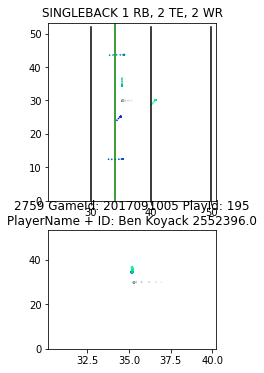 SINGLEBACK 1 RB, 2 TE, 2 WR
50
40
30
20
10
0
30 40 50
2759 GameId: 2017091005 PlayId: 195
PlayerName + ID: Ben Koyack 2552396.0
40
20
0
32.5 35.0 37.5 40.0